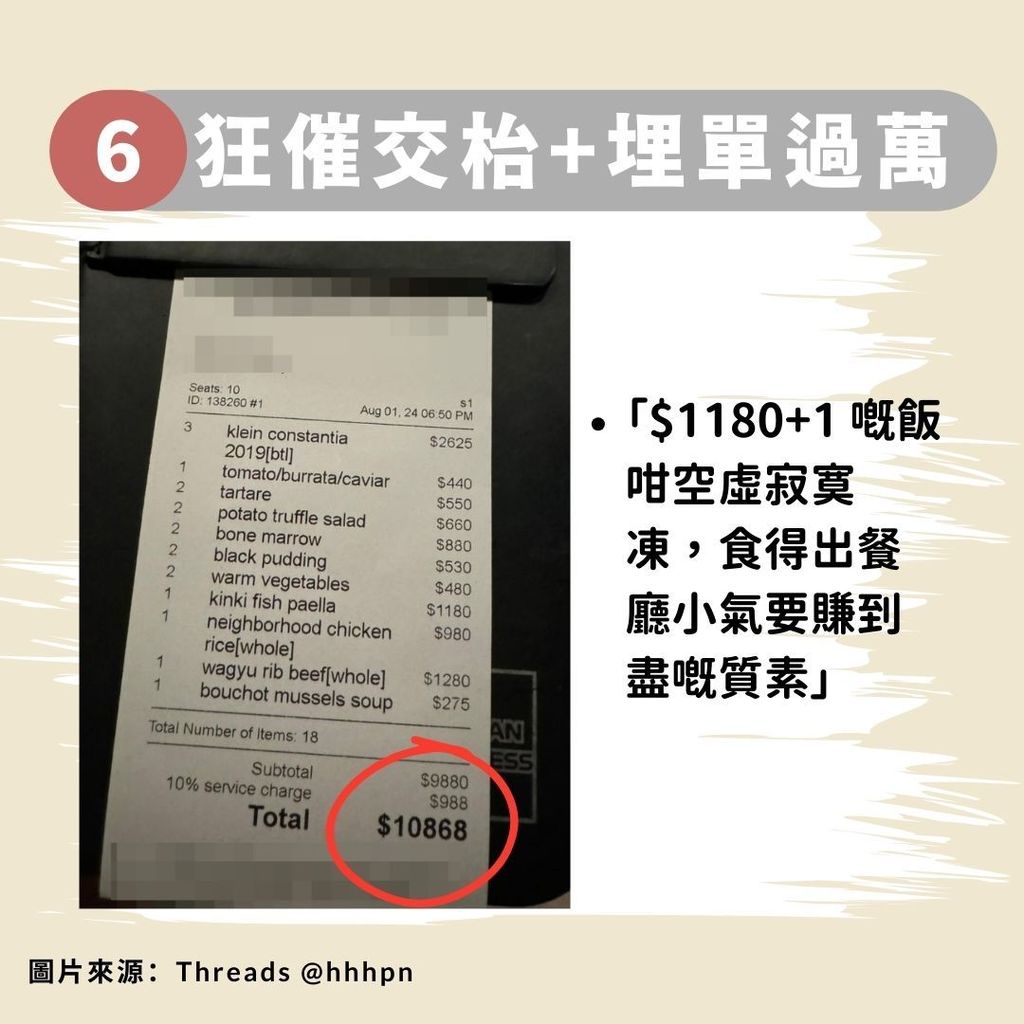 6 狂催交枱+埋單過萬
Seats: 10
ID: 138260 #1
s1
Aug 01, 24 06:50 PM
3 klein constantia $2625
2019[btl]
1 tomato/burrata/caviar $440
2 tartare $550
2 potato truffle salad $660
2 bone marrow $880
2 black pudding $530
2 warm vegetables $480
1 kinki fish paella $1180
1 neighborhood chicken $980
rice[whole]
1 wagyu rib beef[whole] $1280
1 bouchot mussels soup $275
Total Number of Items: 18
Subtotal $9880
10% service charge $988
Total $10868
AN
ESS
• 「$1180+1 嘅飯
咁空虛寂寞
凍，食得出餐
廳小氣要賺到
盡嘅質素」
圖片來源：Threads @hhhpn